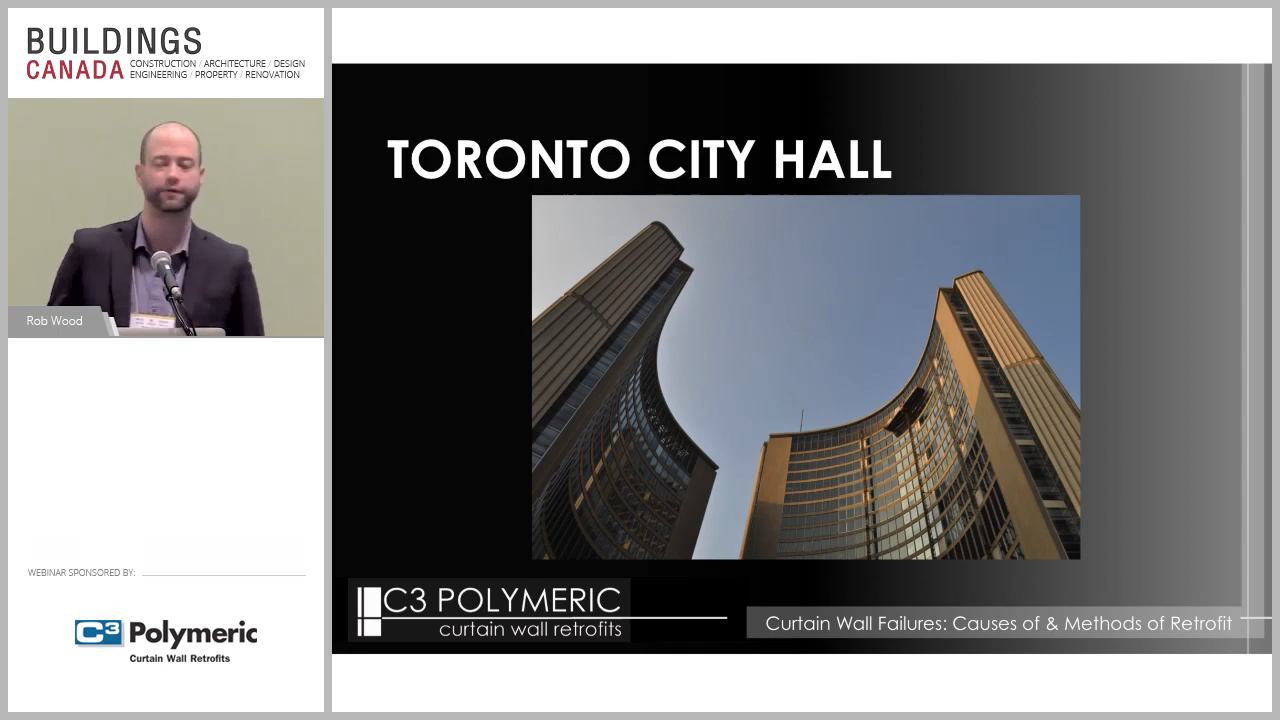 BUILDINGS
CANADA
CONSTRUCTION / ARCHITECTURE / DESIGN
ENGINEERING / PROPERTY / RENOVATION
Rob Wood
WEBINAR SPONSORED BY:
C3 Polymeric
Curtain Wall Retrofits
TORONTO CITY HALL
C3 POLYMERIC
curtain wall retrofits
Curtain Wall Failures: Causes of & Methods of Retrofit